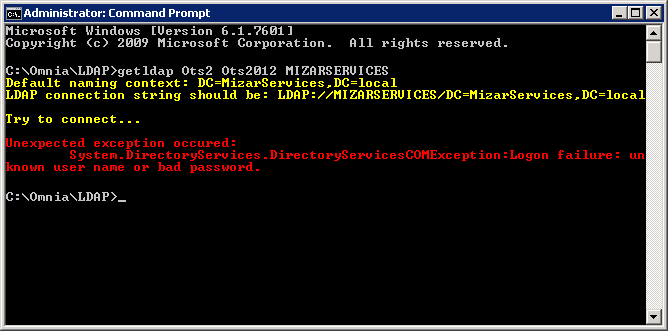 Administrator: Command Prompt
Microsoft Windows [Version 6.1.7601]
Copyright (c) 2009 Microsoft Corporation.  All rights reserved.
C:\Omnia\LDAP>getldap Ots2 Ots2012 MIZARSERVICES
Default naming context: DC=MizarServices,DC=local
LDAP connection string should be: LDAP://MIZARSERVICES/DC=MizarServices,DC=local
Try to connect...
Unexpected exception occured:
System.DirectoryServices.DirectoryServicesCOMException:Logon failure: un
known user name or bad password.
C:\Omnia\LDAP>_